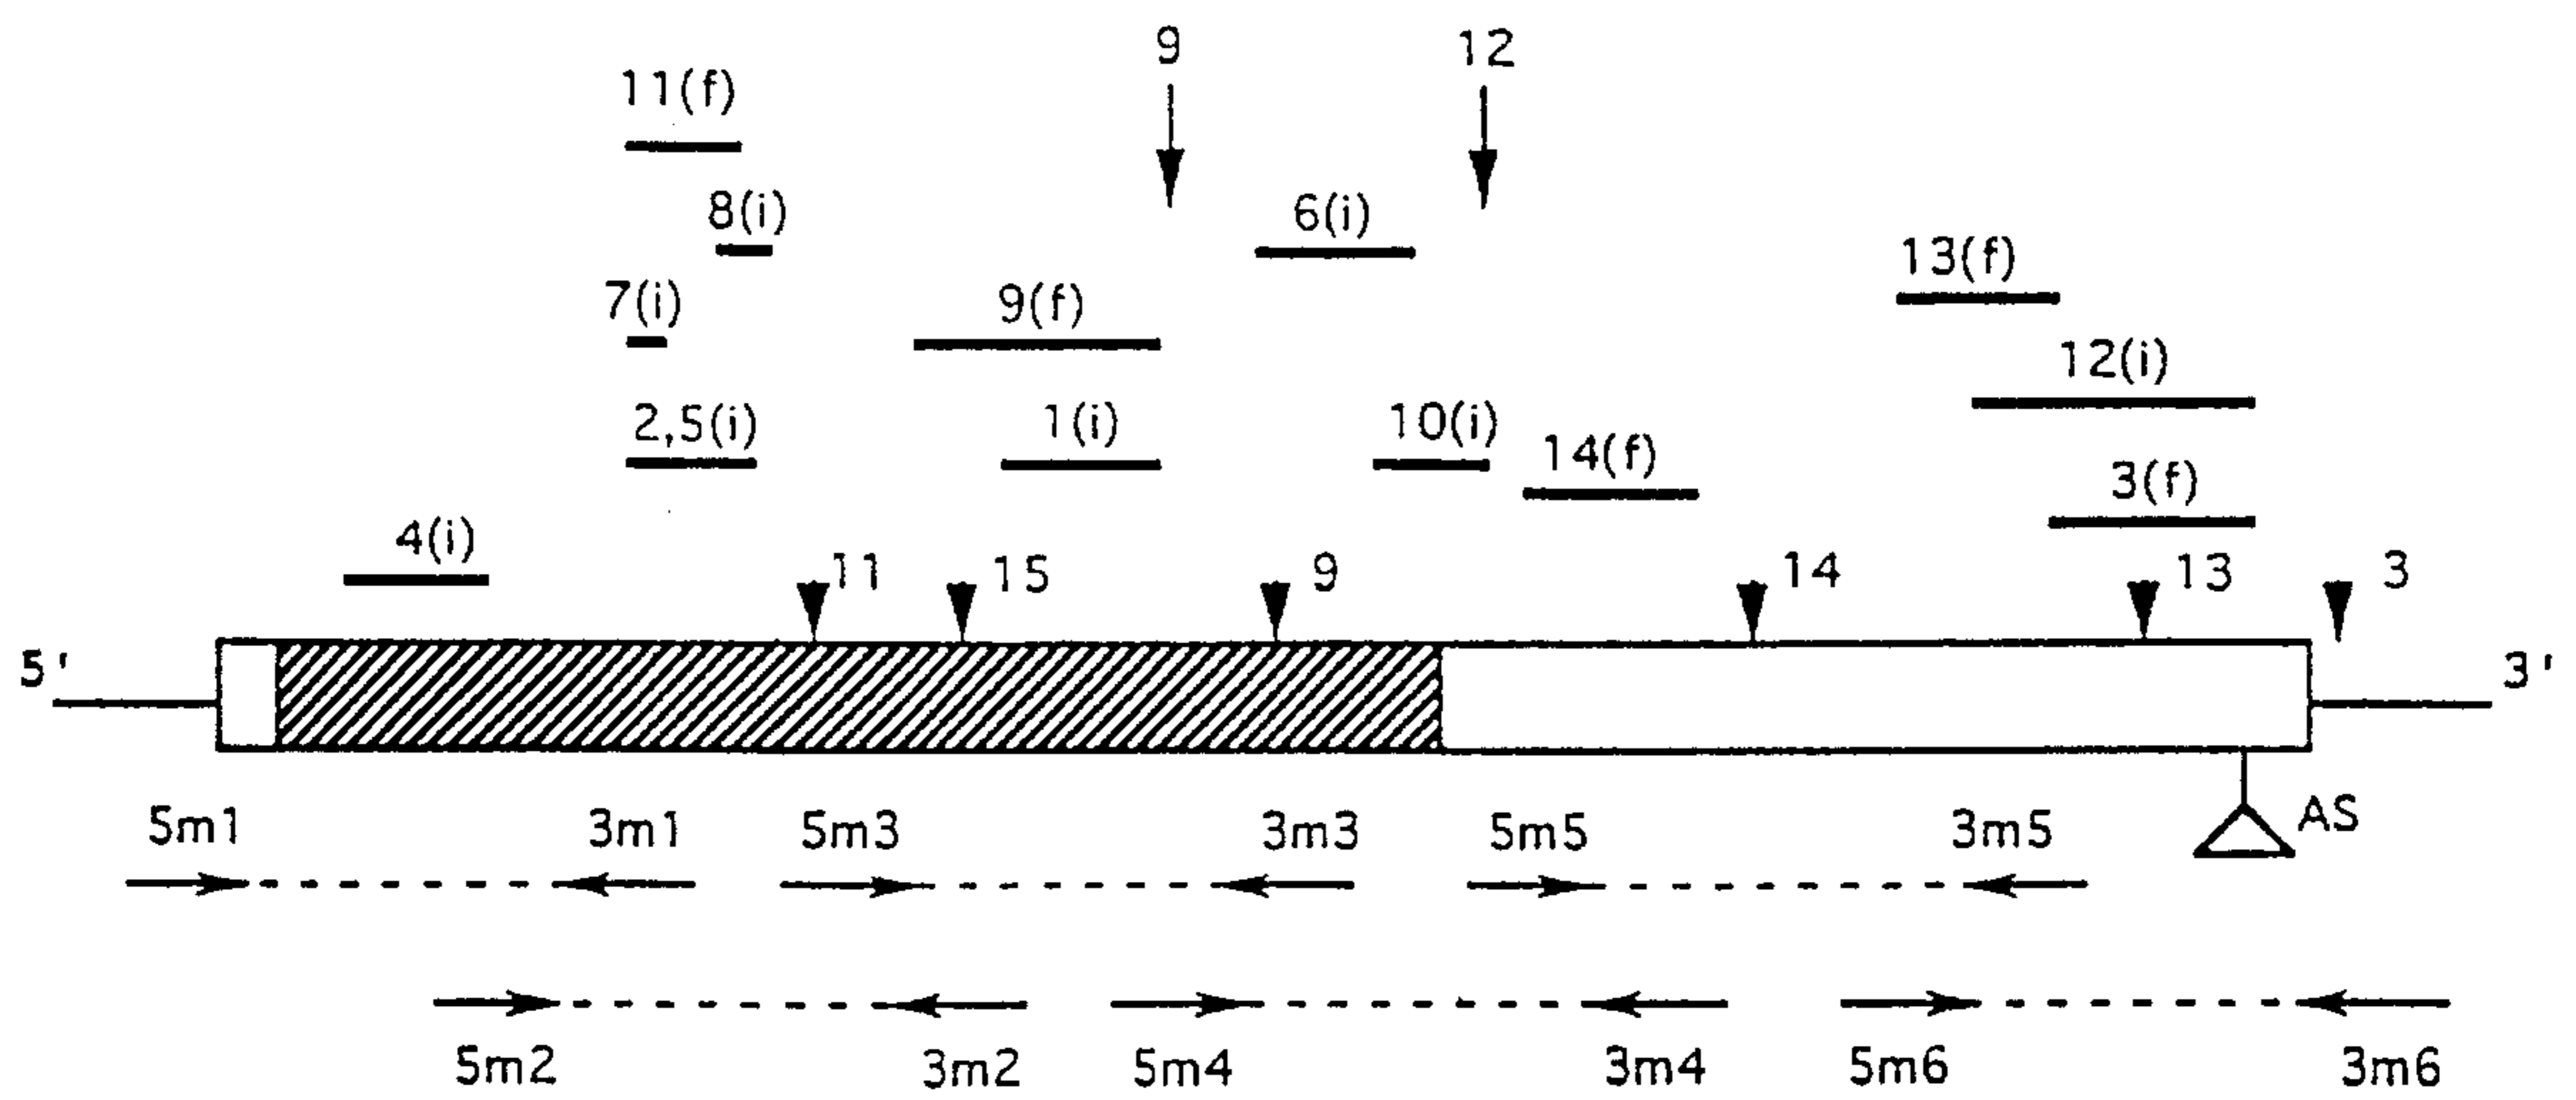 9 12
11(f)
8(i) 6(i)
13(f)
7(i) 9(f)
12(i)
2,5(i) 1(i) 10(i) 14(f)
3(f)
4(i)
11 15 9 14 13 3
5' 3'
5m1 3m1 5m3 3m3 5m5 3m5 AS
5m2 3m2 5m4 3m4 5m6 3m6